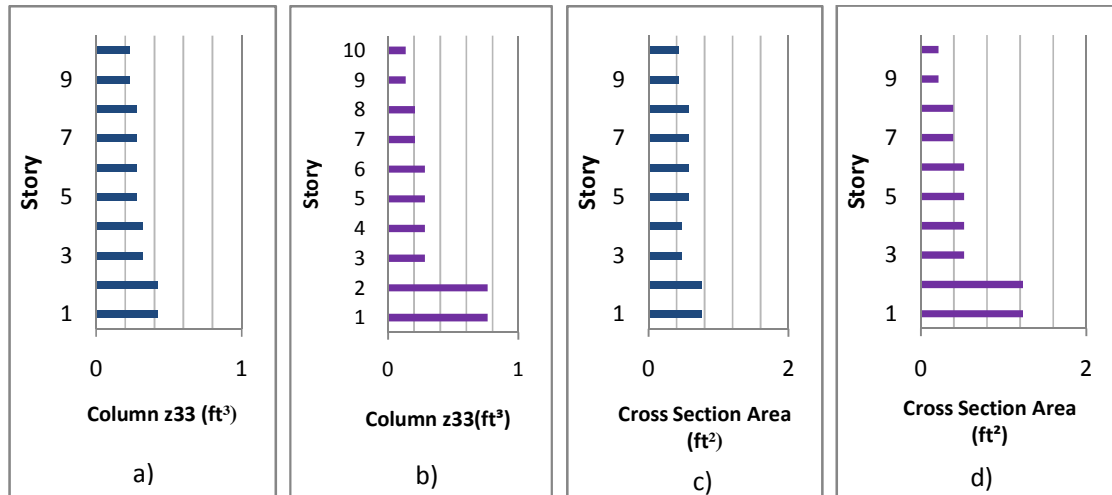 Story
9
7
5
3
1
0 1
Column z33 (ft³)
a)
Story
10
9
8
7
6
5
4
3
2
1
0 1
Column z33(ft³)
b)
Story
9
7
5
3
1
0 2
Cross Section Area
(ft²)
c)
Story
9
7
5
3
1
0 2
Cross Section Area
(ft²)
d)